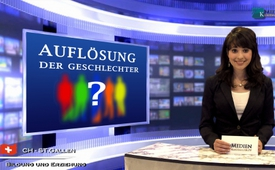 K
AUFLÖSUNG
DER GESCHLECHTER
?
MEDIEN
CH - ST.GALLEN
BILDUNG UND ERZIEHUNG